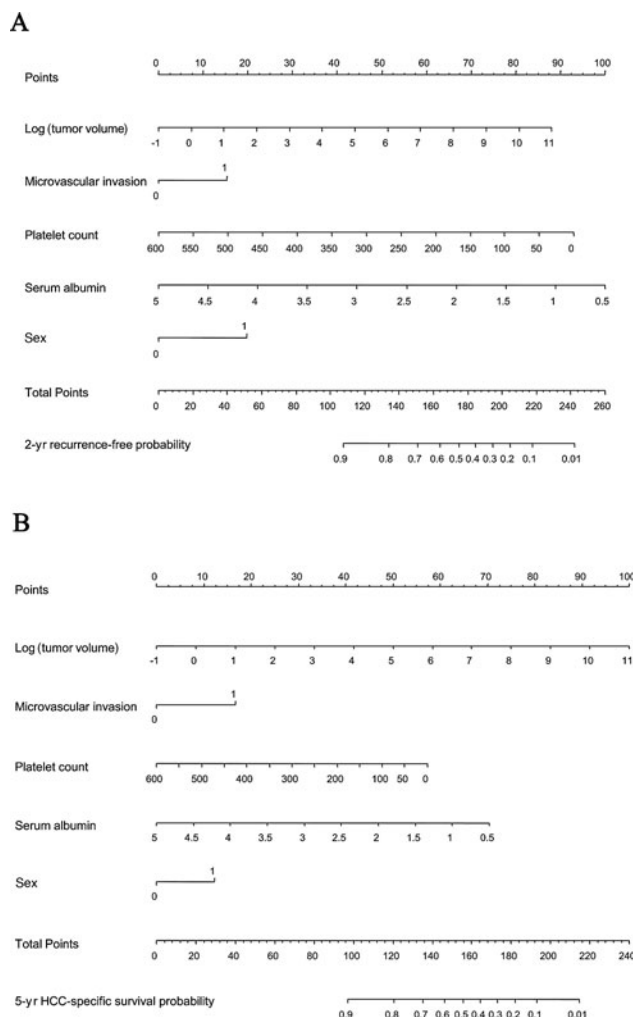 A
Points 0 10 20 30 40 50 60 70 80 90 100
Log (tumor volume) -1 0 1 2 3 4 5 6 7 8 9 10 11
Microvascular invasion 0 1
Platelet count 600 550 500 450 400 350 300 250 200 150 100 50 0
Serum albumin 5 4.5 4 3.5 3 2.5 2 1.5 1 0.5
Sex 0 1
Total Points 0 20 40 60 80 100 120 140 160 180 200 220 240 260
2-yr recurrence-free probability 0.9 0.8 0.7 0.6 0.5 0.4 0.3 0.2 0.1 0.01
B
Points 0 10 20 30 40 50 60 70 80 90 100
Log (tumor volume) -1 0 1 2 3 4 5 6 7 8 9 10 11
Microvascular invasion 0 1
Platelet count 600 500 400 300 200 100 50 0
Serum albumin 5 4.5 4 3.5 3 2.5 2 1.5 1 0.5
Sex 0 1
Total Points 0 20 40 60 80 100 120 140 160 180 200 220 240
5-yr HCC-specific survival probability 0.9 0.8 0.7 0.6 0.5 0.4 0.3 0.2 0.1 0.01